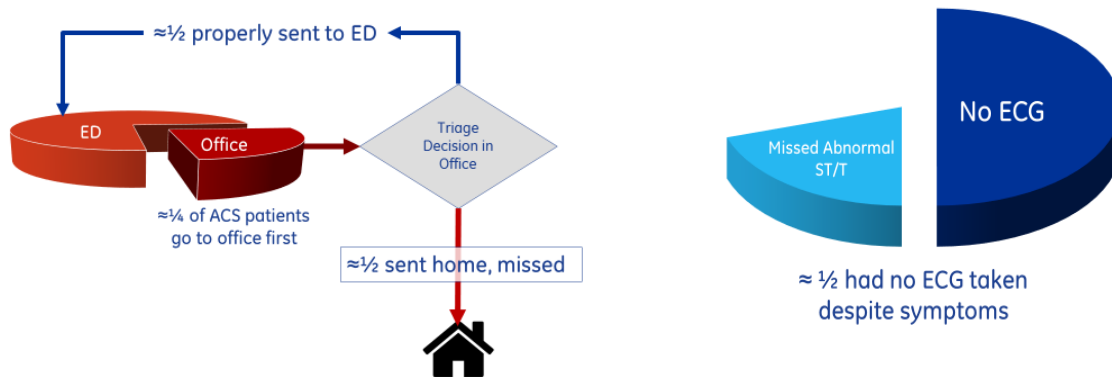 ≈½ properly sent to ED
ED
Office
Triage
Decision in
Office
≈¼ of ACS patients
go to office first
≈½ sent home, missed
No ECG
Missed Abnormal
ST/T
≈ ½ had no ECG taken
despite symptoms